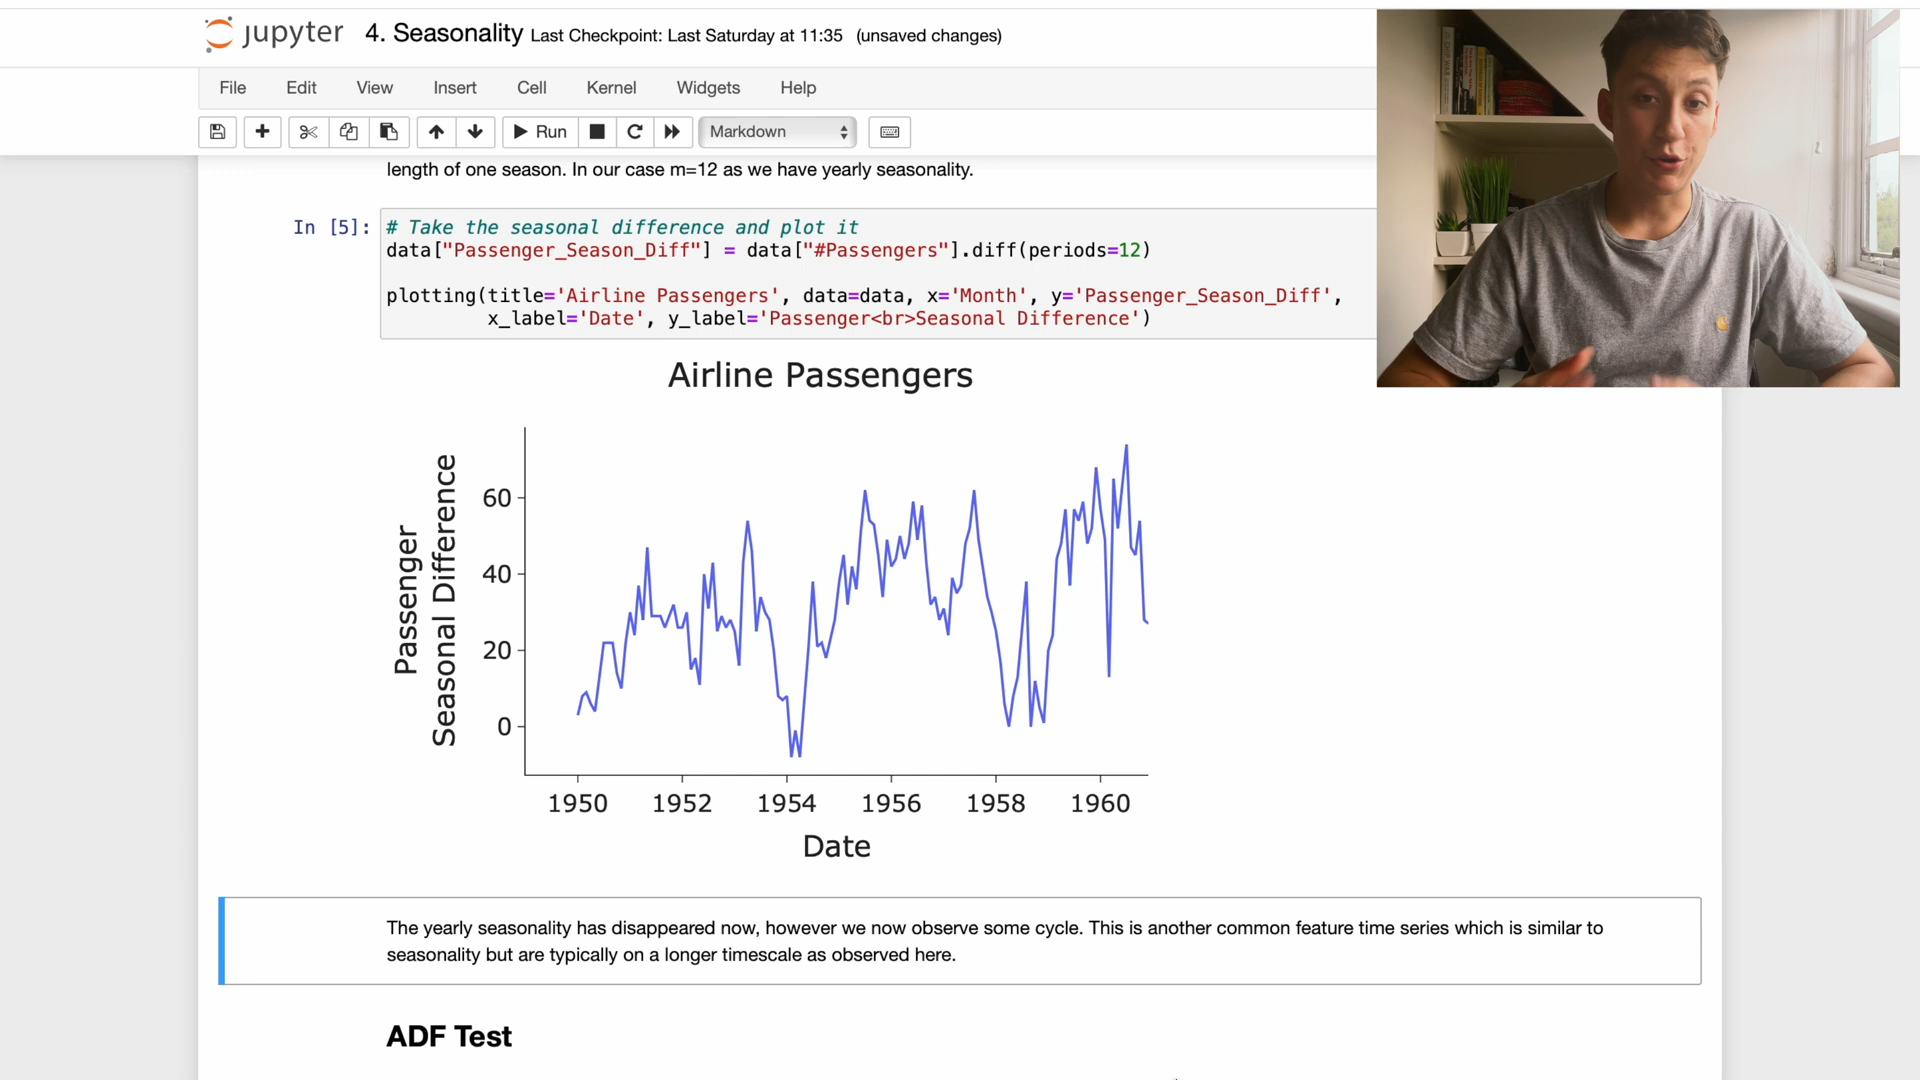 jupyter 4. Seasonality Last Checkpoint: Last Saturday at 11:35 (unsaved changes)
File Edit View Insert Cell Kernel Widgets Help
Run Markdown
length of one season. In our case m=12 as we have yearly seasonality.
In [5]: # Take the seasonal difference and plot it
data["Passenger_Season_Diff"] = data["#Passengers"].diff(periods=12)
plotting(title='Airline Passengers', data=data, x='Month', y='Passenger_Season_Diff',
x_label='Date', y_label='Passenger<br>Seasonal Difference')
Airline Passengers
Passenger
Seasonal Difference
60
40
20
0
1950 1952 1954 1956 1958 1960
Date
The yearly seasonality has disappeared now, however we now observe some cycle. This is another common feature time series which is similar to
seasonality but are typically on a longer timescale as observed here.
ADF Test